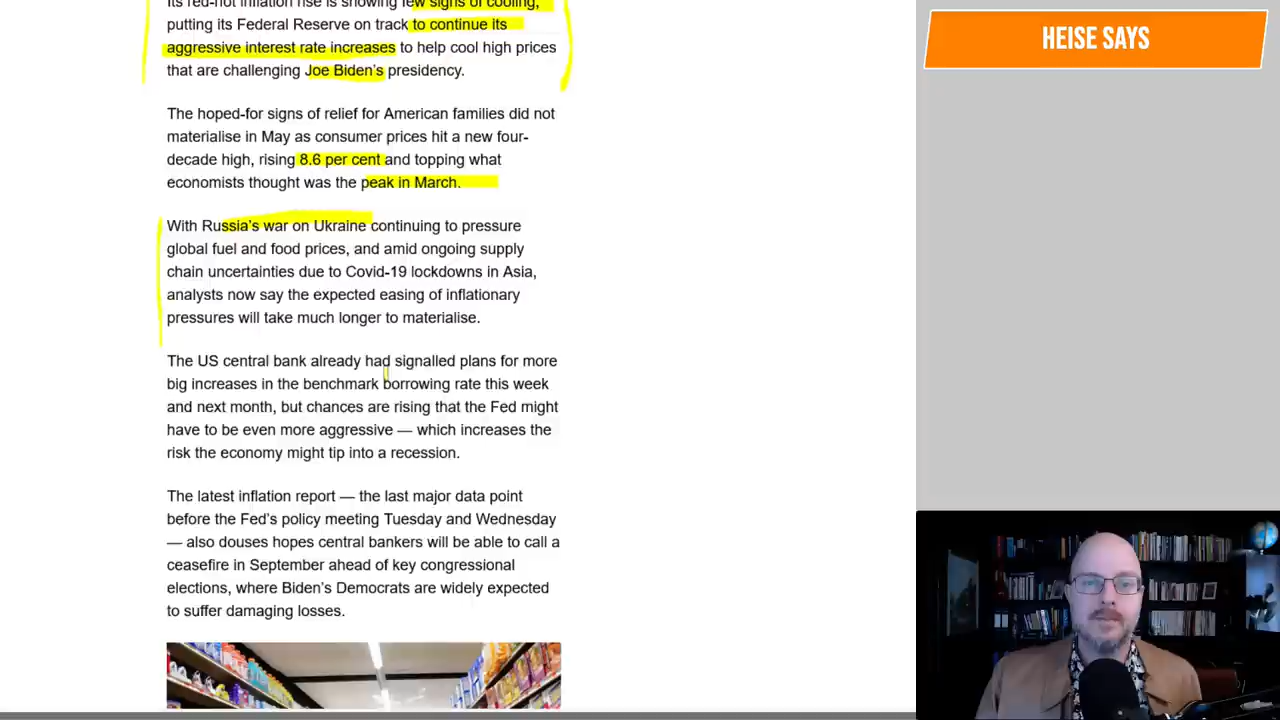 Its red-hot inflation rise is showing few signs of cooling,
putting its Federal Reserve on track to continue its
aggressive interest rate increases to help cool high prices
that are challenging Joe Biden's presidency.
The hoped-for signs of relief for American families did not
materialise in May as consumer prices hit a new four-
decade high, rising 8.6 per cent and topping what
economists thought was the peak in March.
With Russia's war on Ukraine continuing to pressure
global fuel and food prices, and amid ongoing supply
chain uncertainties due to Covid-19 lockdowns in Asia,
analysts now say the expected easing of inflationary
pressures will take much longer to materialise.
The US central bank already had signalled plans for more
big increases in the benchmark borrowing rate this week
and next month, but chances are rising that the Fed might
have to be even more aggressive — which increases the
risk the economy might tip into a recession.
The latest inflation report — the last major data point
before the Fed's policy meeting Tuesday and Wednesday
— also douses hopes central bankers will be able to call a
ceasefire in September ahead of key congressional
elections, where Biden's Democrats are widely expected
to suffer damaging losses.
HEISE SAYS